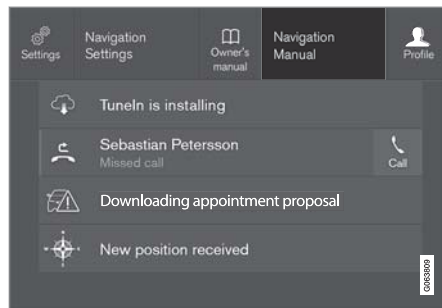 Settings
Navigation
Settings
Owner's
manual
Navigation
Manual
Profile
TuneIn is installing
Sebastian Petersson
Missed call
Call
Downloading appointment proposal
New position received
G063809